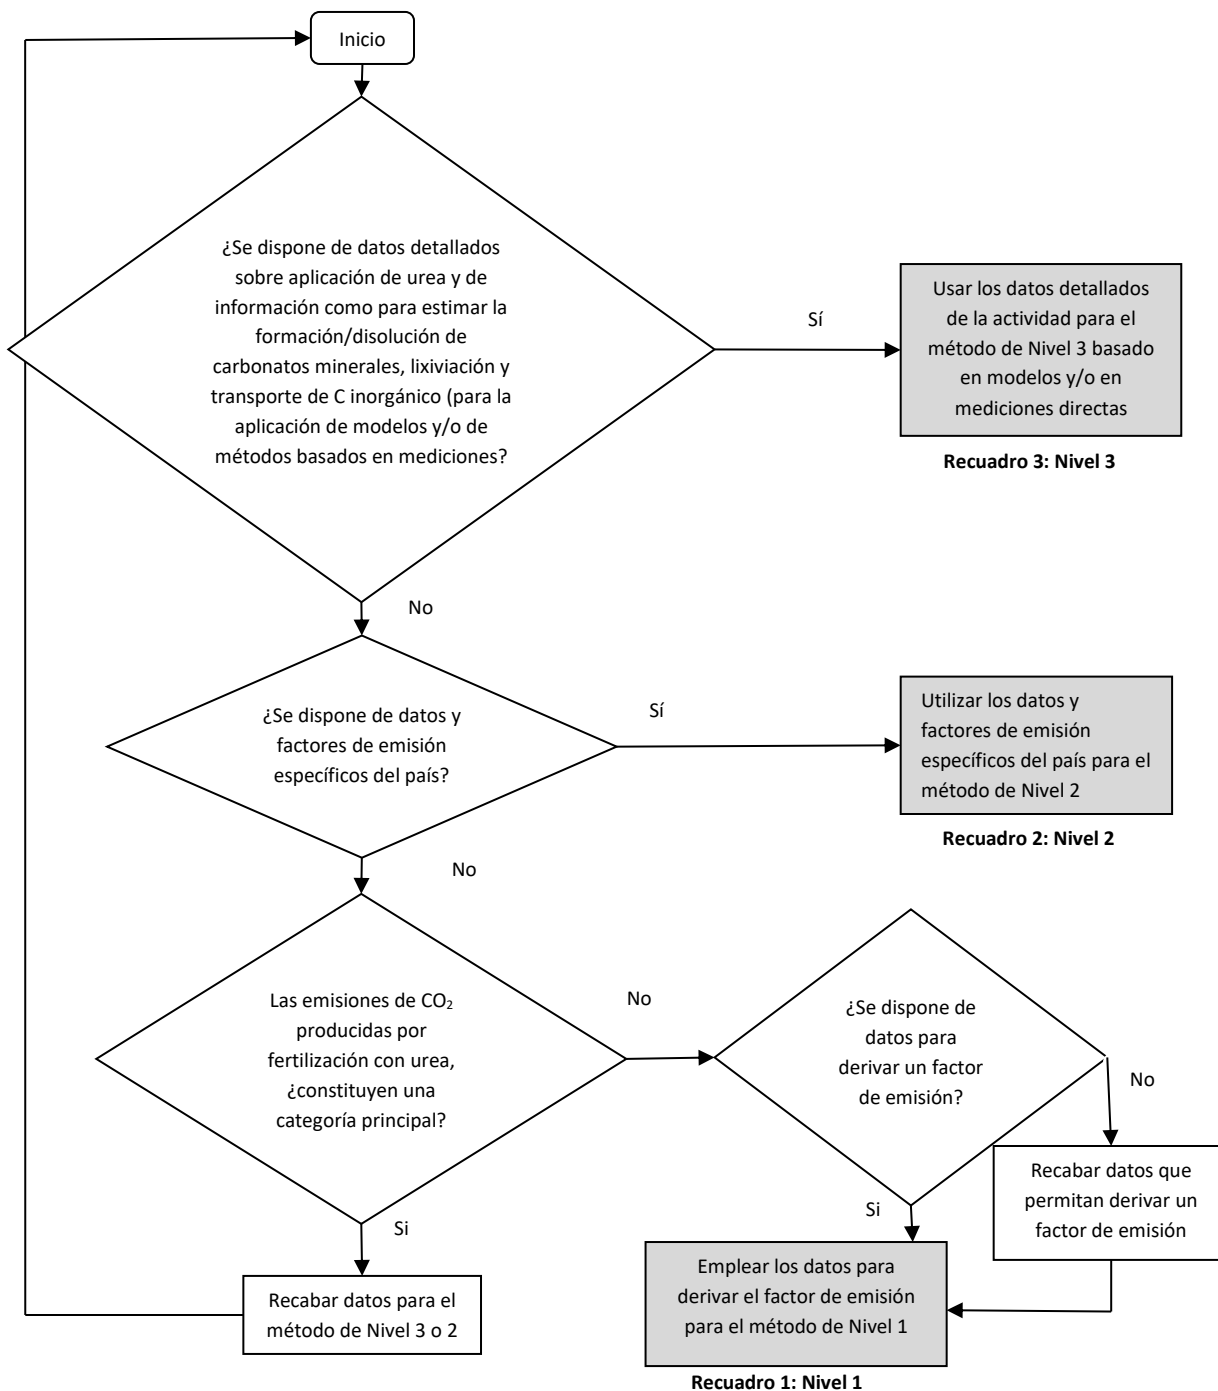 Inicio
¿Se dispone de datos detallados
sobre aplicación de urea y de
información como para estimar la
formación/disolución de
carbonatos minerales, lixiviación y
transporte de C inorgánico (para la
aplicación de modelos y/o de
métodos basados en mediciones?
Sí
Usar los datos detallados
de la actividad para el
método de Nivel 3 basado
en modelos y/o en
mediciones directas
Recuadro 3: Nivel 3
No
¿Se dispone de datos y
factores de emisión
específicos del país?
Sí
Utilizar los datos y
factores de emisión
específicos del país para el
método de Nivel 2
Recuadro 2: Nivel 2
No
Las emisiones de CO₂
producidas por
fertilización con urea,
¿constituyen una
categoría principal?
No
¿Se dispone de
datos para
derivar un factor
de emisión?
No
Recabar datos que
permitan derivar un
factor de emisión
Si
Si
Recabar datos para el
método de Nivel 3 o 2
Emplear los datos para
derivar el factor de emisión
para el método de Nivel 1
Recuadro 1: Nivel 1